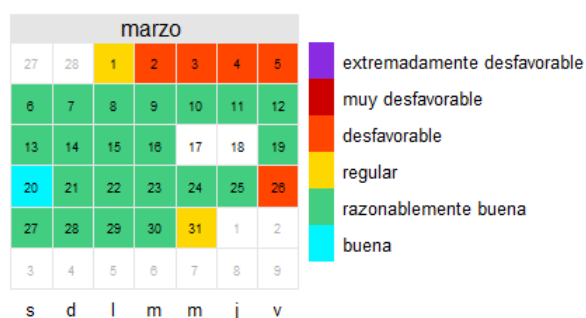 marzo
27 28 1 2 3 4 5
6 7 8 9 10 11 12
13 14 15 16 17 18 19
20 21 22 23 24 25 26
27 28 29 30 31 1 2
3 4 5 6 7 8 9
s d l m m j v
extremadamente desfavorable
muy desfavorable
desfavorable
regular
razonablemente buena
buena